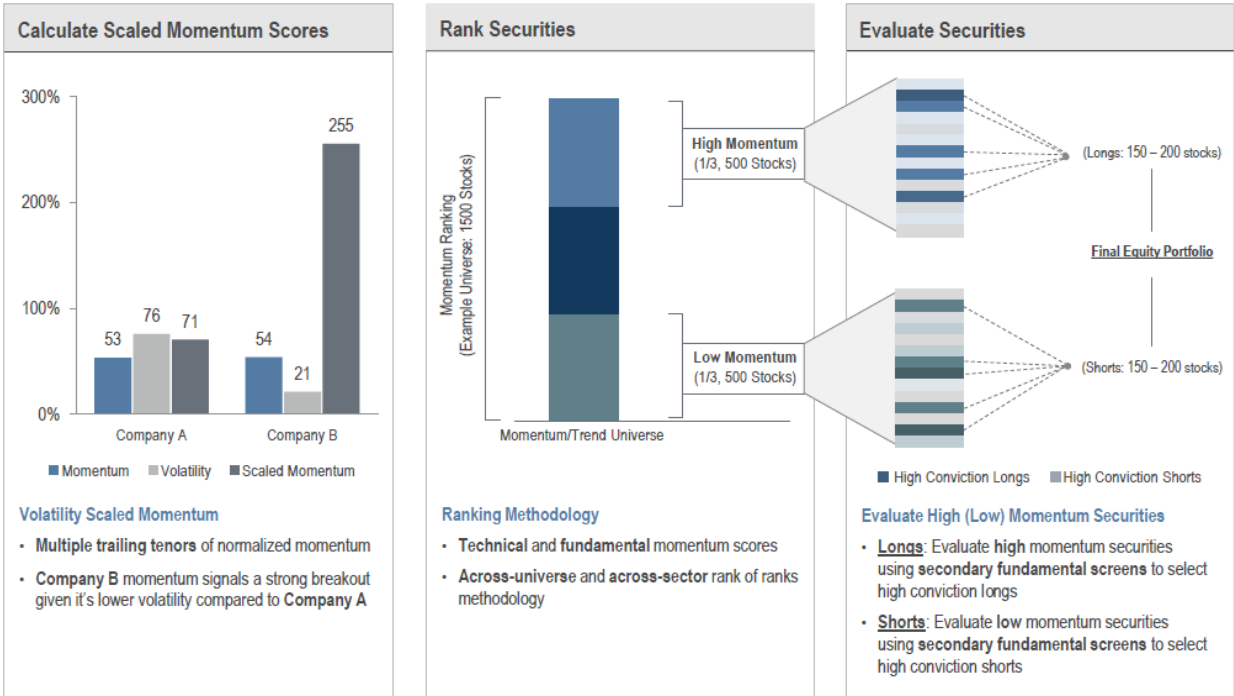 Calculate Scaled Momentum Scores
300%
200%
100%
0%
53
76
71
54
21
255
Company A
Company B
Momentum
Volatility
Scaled Momentum
Volatility Scaled Momentum
• Multiple trailing tenors of normalized momentum
• Company B momentum signals a strong breakout
given it's lower volatility compared to Company A
Rank Securities
Momentum Ranking
(Example Universe: 1500 Stocks)
High Momentum
(1/3, 500 Stocks)
Low Momentum
(1/3, 500 Stocks)
Momentum/Trend Universe
Ranking Methodology
• Technical and fundamental momentum scores
• Across-universe and across-sector rank of ranks
methodology
Evaluate Securities
(Longs: 150 – 200 stocks)
Final Equity Portfolio
(Shorts: 150 – 200 stocks)
High Conviction Longs
High Conviction Shorts
Evaluate High (Low) Momentum Securities
• Longs: Evaluate high momentum securities
using secondary fundamental screens to select
high conviction longs
• Shorts: Evaluate low momentum securities
using secondary fundamental screens to select
high conviction shorts